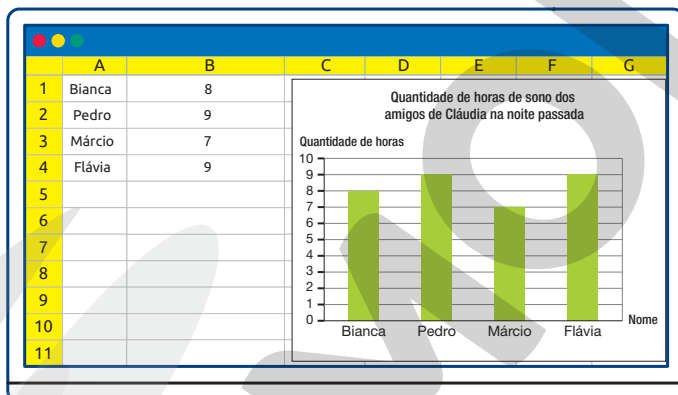 A B C D E F G
1 Bianca 8
2 Pedro 9
3 Márcio 7
4 Flávia 9
5
6
7
8
9
10
11
Quantidade de horas de sono dos
amigos de Cláudia na noite passada
Quantidade de horas
10
9
8
7
6
5
4
3
2
1
0
Bianca Pedro Márcio Flávia
Nome